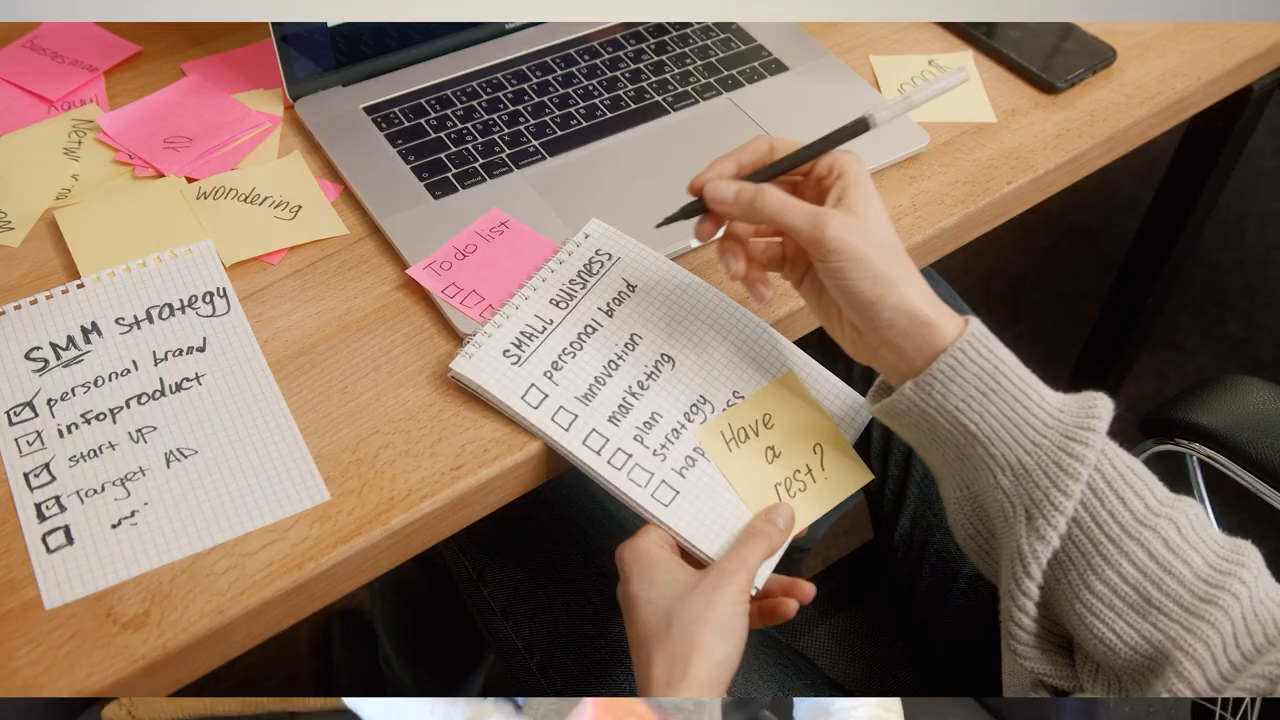 wondering
To do list
SMM strategy
personal brand
infoproduct
start UP
Target AD
SMALL BUISNESS
personal brand
Innovation
marketing
plan
strategy
Have
a
rest?